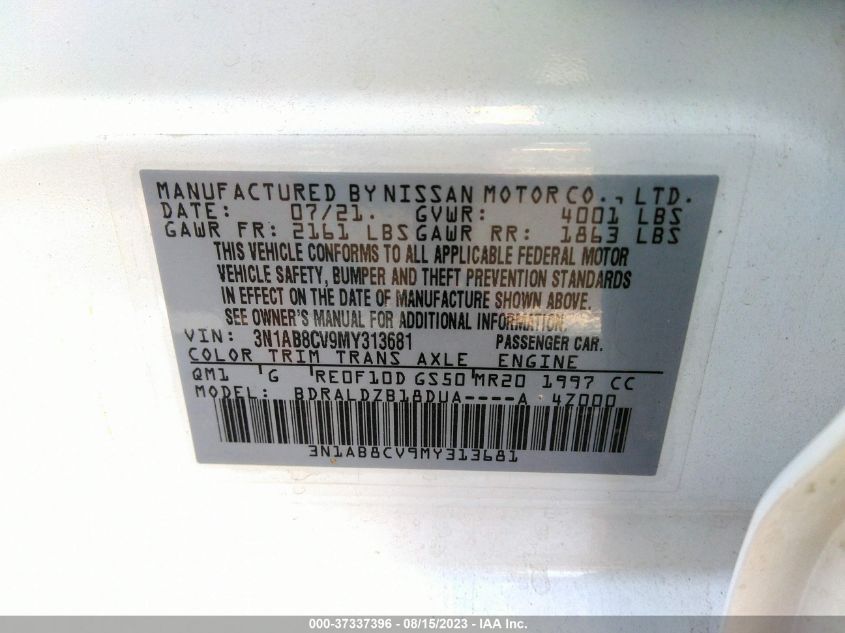 MANUFACTURED BY NISSAN MOTOR CO., LTD.
DATE: 07/21. GVWR: 4001 LBS
GAWR FR: 2161 LBS GAWR RR: 1863 LBS
THIS VEHICLE CONFORMS TO ALL APPLICABLE FEDERAL MOTOR
VEHICLE SAFETY, BUMPER AND THEFT PREVENTION STANDARDS
IN EFFECT ON THE DATE OF MANUFACTURE SHOWN ABOVE.
SEE OWNER'S MANUAL FOR ADDITIONAL INFORMATION.
VIN: 3N1AB8CV9MY313681 PASSENGER CAR.
COLOR TRIM TRANS AXLE ENGINE
QM1 G RE0F10D GS50 MR20 1997 CC
MODEL: BDRALDZB18DUA----A 4Z000
3N1AB8CV9MY313681
000-37337396 - 08/15/2023 - IAA Inc.